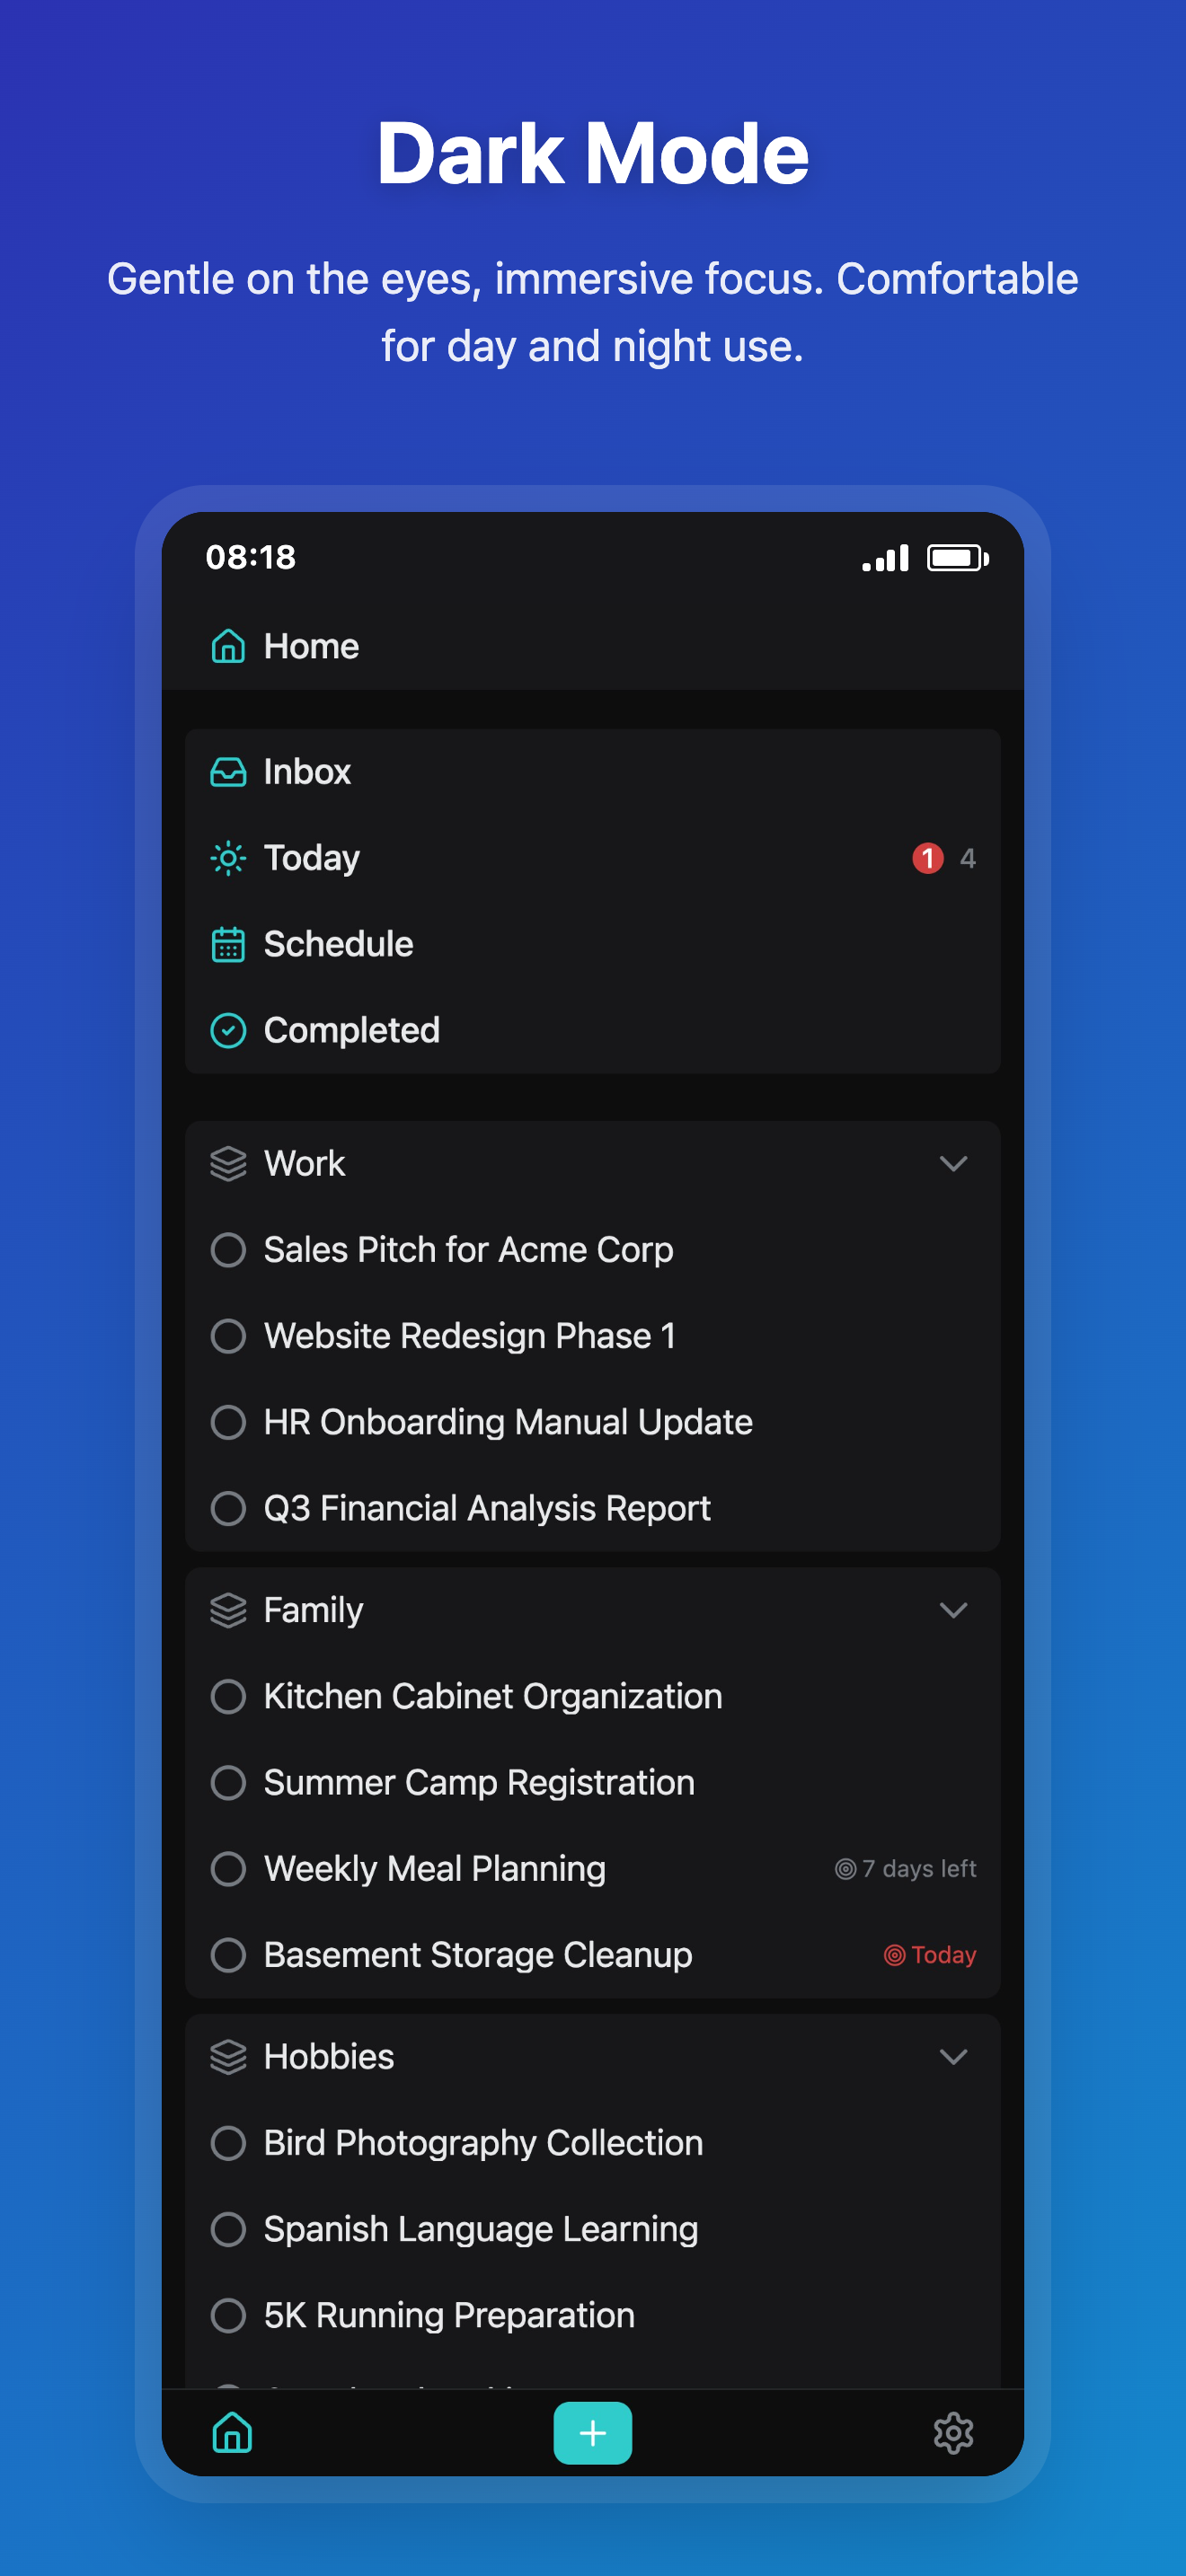 Dark Mode
Gentle on the eyes, immersive focus. Comfortable
for day and night use.
08:18
Home
Inbox
Today 1 4
Schedule
Completed
Work
Sales Pitch for Acme Corp
Website Redesign Phase 1
HR Onboarding Manual Update
Q3 Financial Analysis Report
Family
Kitchen Cabinet Organization
Summer Camp Registration
Weekly Meal Planning 7 days left
Basement Storage Cleanup Today
Hobbies
Bird Photography Collection
Spanish Language Learning
5K Running Preparation